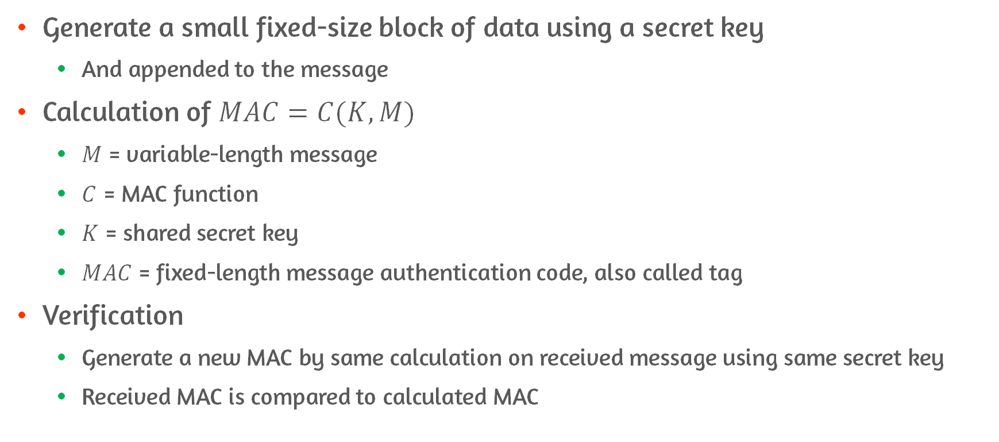 • Generate a small fixed-size block of data using a secret key
• And appended to the message
• Calculation of MAC = C(K, M)
• M = variable-length message
• C = MAC function
• K = shared secret key
• MAC = fixed-length message authentication code, also called tag
• Verification
• Generate a new MAC by same calculation on received message using same secret key
• Received MAC is compared to calculated MAC